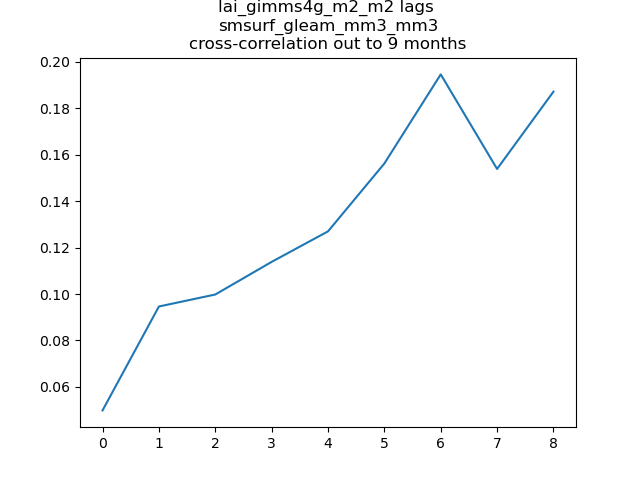 lai_gimms4g_m2_m2 lags
smsurf_gleam_mm3_mm3
cross-correlation out to 9 months
0.20
0.18
0.16
0.14
0.12
0.10
0.08
0.06
0 1 2 3 4 5 6 7 8